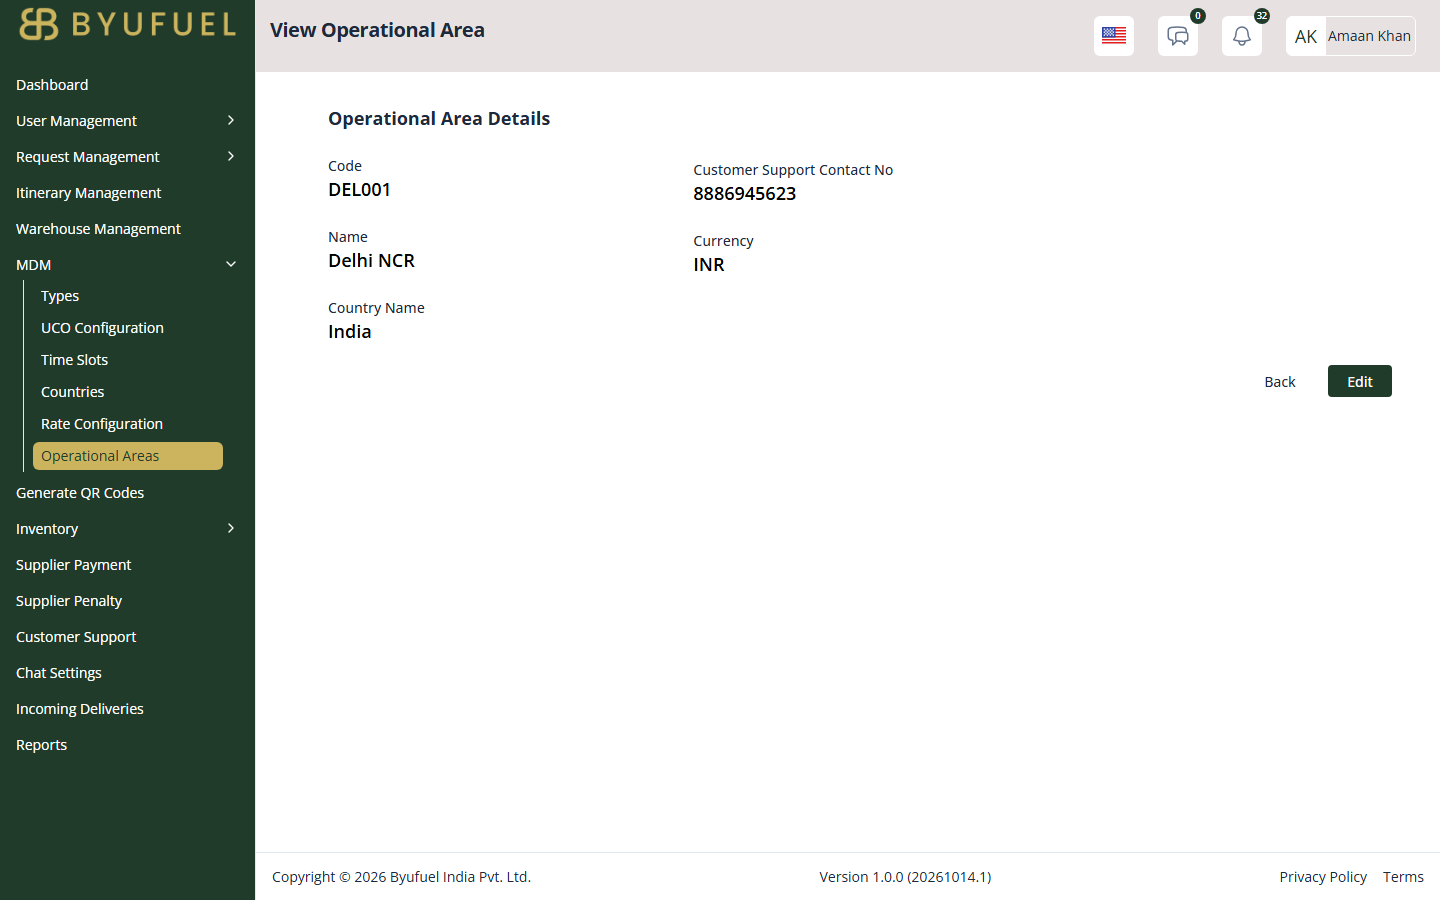 BYUFUEL
View Operational Area
0
32
AK
Amaan Khan
Dashboard
User Management
Request Management
Itinerary Management
Warehouse Management
MDM
Types
UCO Configuration
Time Slots
Countries
Rate Configuration
Operational Areas
Generate QR Codes
Inventory
Supplier Payment
Supplier Penalty
Customer Support
Chat Settings
Incoming Deliveries
Reports
Operational Area Details
Code
DEL001
Name
Delhi NCR
Country Name
India
Customer Support Contact No
8886945623
Currency
INR
Back
Edit
Copyright © 2026 Byufuel India Pvt. Ltd.
Version 1.0.0 (20261014.1)
Privacy Policy
Terms